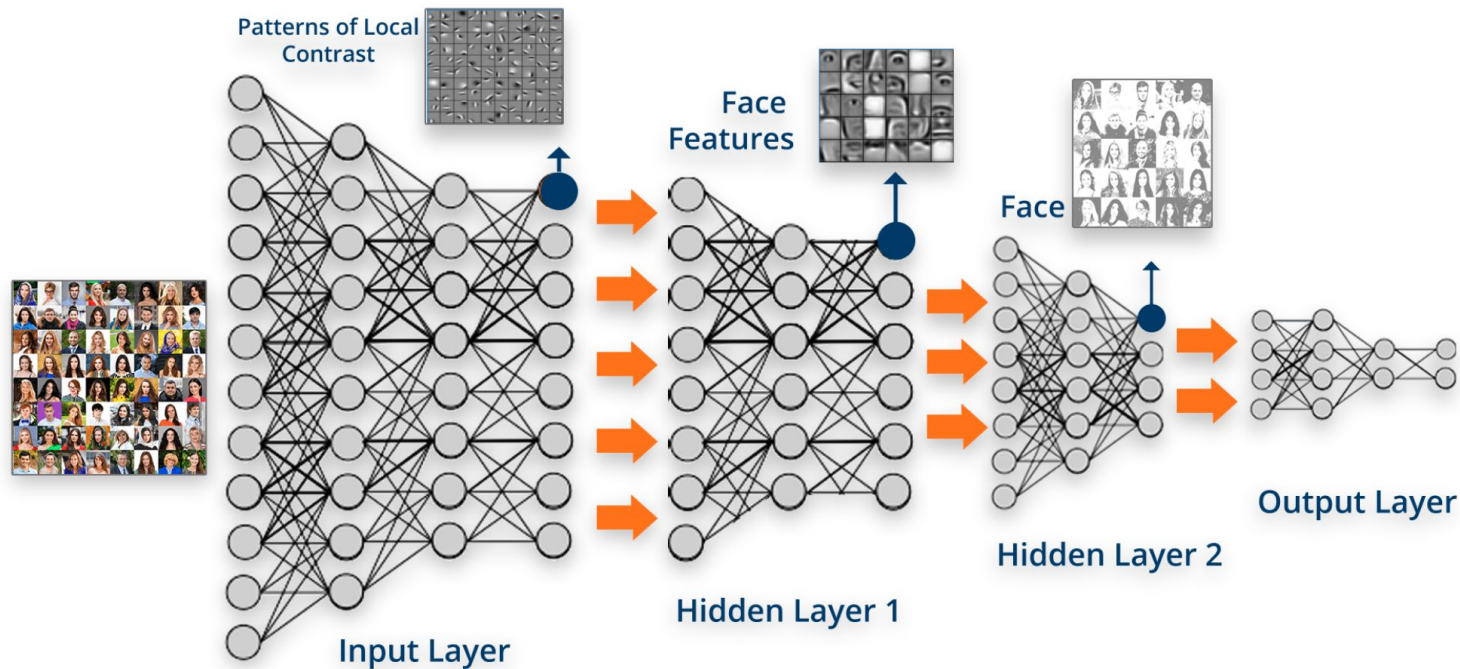 Patterns of Local
Contrast
Face
Features
Face
Input Layer
Hidden Layer 1
Hidden Layer 2
Output Layer